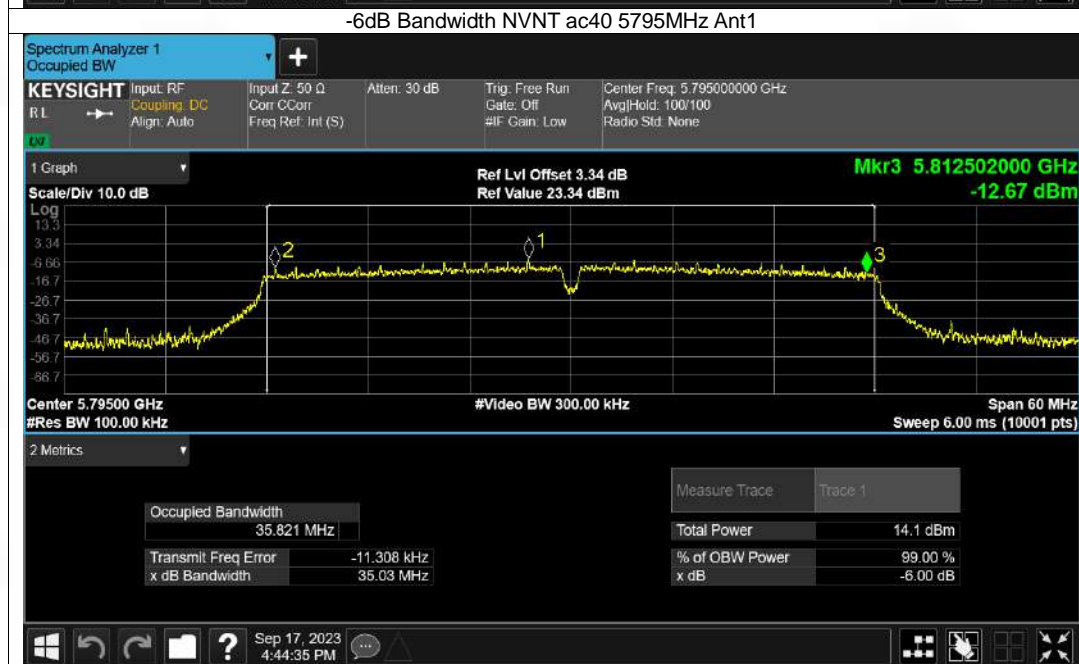 -6dB Bandwidth NVNT ac40 5795MHz Ant1
Spectrum Analyzer 1
Occupied BW
+
KEYSIGHT Input: RF Input Z: 50 Ω Atten: 30 dB Trig: Free Run Center Freq: 5.795000000 GHz
R L Coupling: DC Corr CCorr Gate: Off Avg|Hold: 100/100
Align: Auto Freq Ref: Int (S) #IF Gain: Low Radio Std: None
LXI
1 Graph Ref Lvl Offset 3.34 dB Mkr3 5.812502000 GHz
Scale/Div 10.0 dB Ref Value 23.34 dBm -12.67 dBm
Log
13.3
3.34
-6.66
-16.7
-26.7
-36.7
-46.7
-56.7
-66.7
2 1 3
Center 5.79500 GHz #Video BW 300.00 kHz Span 60 MHz
#Res BW 100.00 kHz Sweep 6.00 ms (10001 pts)
2 Metrics
Measure Trace Trace 1
Occupied Bandwidth
35.821 MHz Total Power 14.1 dBm
Transmit Freq Error -11.308 kHz % of OBW Power 99.00 %
x dB Bandwidth 35.03 MHz x dB -6.00 dB
? Sep 17, 2023
4:44:35 PM